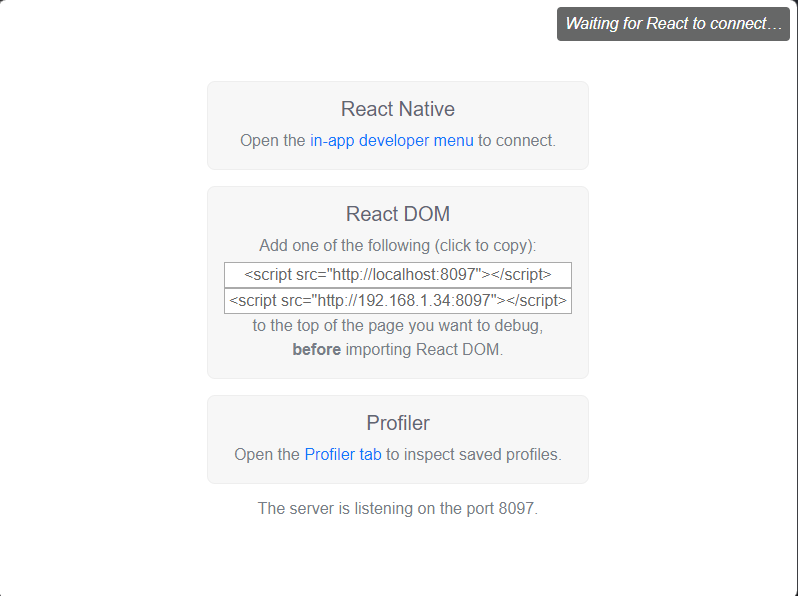 Waiting for React to connect…
React Native
Open the in-app developer menu to connect.
React DOM
Add one of the following (click to copy):
<script src="http://localhost:8097"></script>
<script src="http://192.168.1.34:8097"></script>
to the top of the page you want to debug,
before importing React DOM.
Profiler
Open the Profiler tab to inspect saved profiles.
The server is listening on the port 8097.